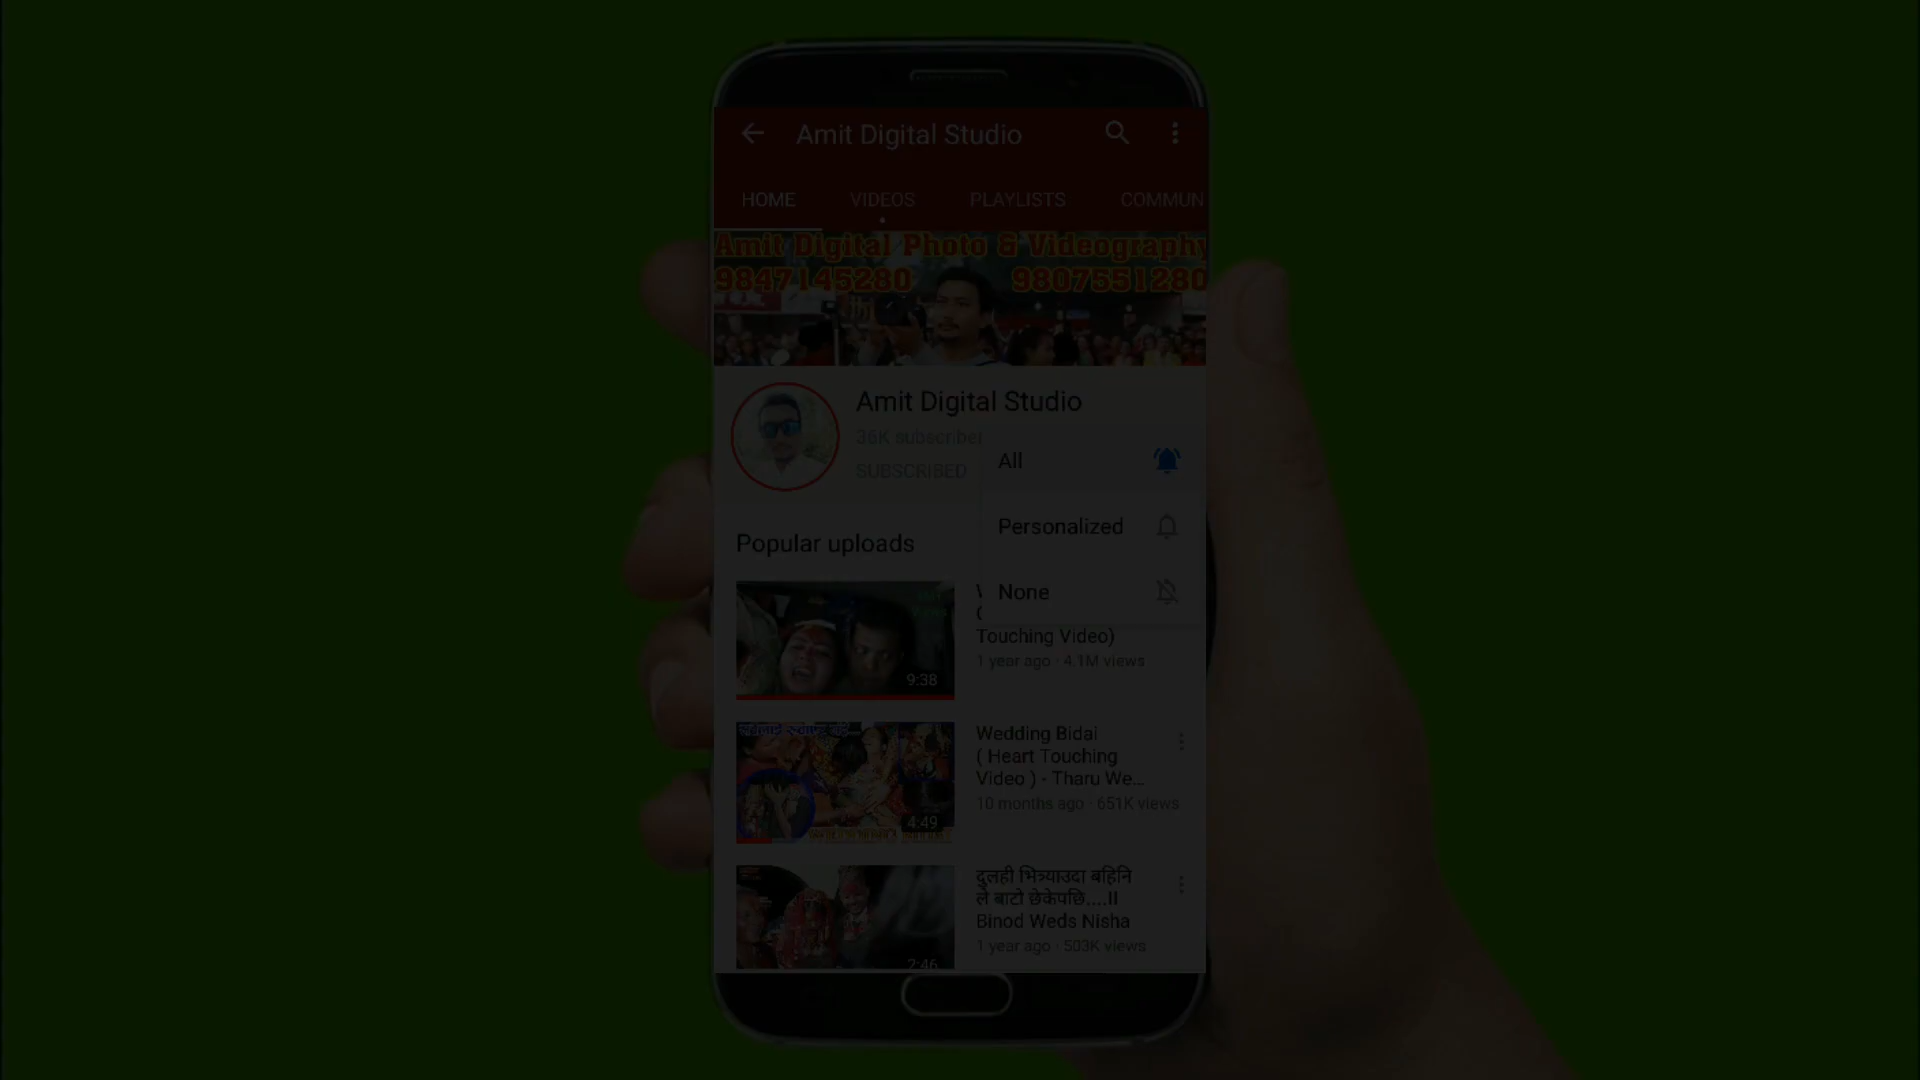 Amit Digital Studio
HOME VIDEOS PLAYLISTS COMMUN
Amit Digital Photo & Videography
9847145280 9807551280
Amit Digital Studio
36K subscriber
SUBSCRIBED
All
Personalized
None
Popular uploads
Touching Video)
1 year ago · 4.1M views
9:38
Wedding Bidai
( Heart Touching
Video ) - Tharu We...
10 months ago · 651K views
4:49
दुलही भित्र्याउदा बहिनि
ले बाटो छेकेपछि....ll
Binod Weds Nisha
1 year ago · 503K views
2:46